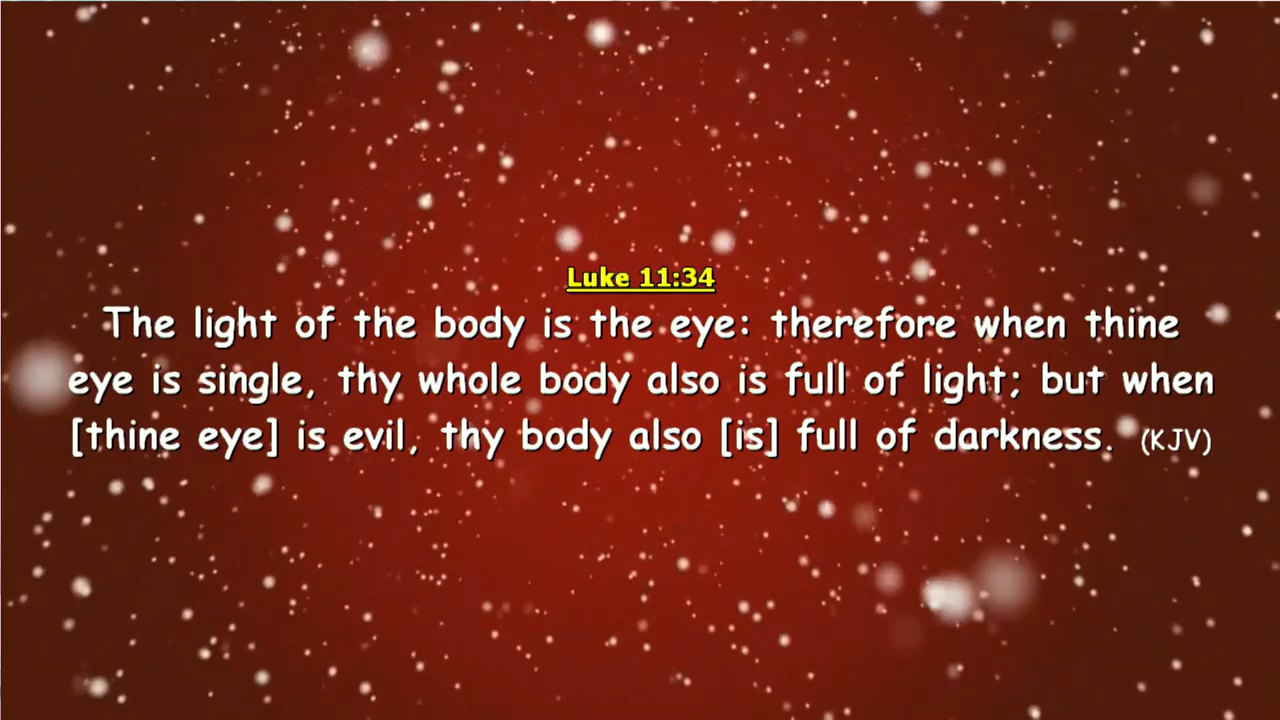 Luke 11:34
The light of the body is the eye: therefore when thine
eye is single, thy whole body also is full of light; but when
[thine eye] is evil, thy body also [is] full of darkness. (KJV)